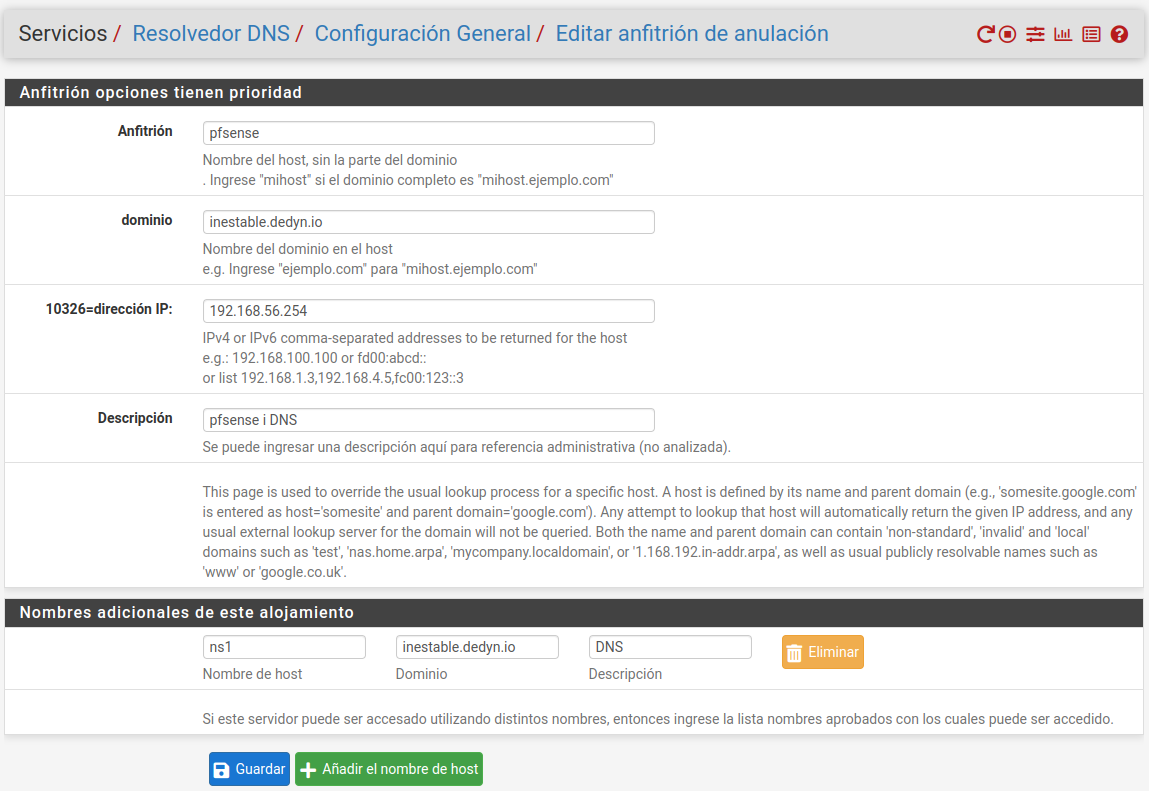 Servicios / Resolvedor DNS / Configuración General / Editar anfitrión de anulación
Anfitrión opciones tienen prioridad
Anfitrión
pfsense
Nombre del host, sin la parte del dominio
. Ingrese "mihost" si el dominio completo es "mihost.ejemplo.com"
dominio
inestable.dedyn.io
Nombre del dominio en el host
e.g. Ingrese "ejemplo.com" para "mihost.ejemplo.com"
10326=dirección IP:
192.168.56.254
IPv4 or IPv6 comma-separated addresses to be returned for the host
e.g.: 192.168.100.100 or fd00:abcd::
or list 192.168.1.3,192.168.4.5,fc00:123::3
Descripción
pfsense i DNS
Se puede ingresar una descripción aquí para referencia administrativa (no analizada).
This page is used to override the usual lookup process for a specific host. A host is defined by its name and parent domain (e.g., 'somesite.google.com'
is entered as host='somesite' and parent domain='google.com'). Any attempt to lookup that host will automatically return the given IP address, and any
usual external lookup server for the domain will not be queried. Both the name and parent domain can contain 'non-standard', 'invalid' and 'local'
domains such as 'test', 'nas.home.arpa', 'mycompany.localdomain', or '1.168.192.in-addr.arpa', as well as usual publicly resolvable names such as
'www' or 'google.co.uk'.
Nombres adicionales de este alojamiento
ns1 inestable.dedyn.io DNS Eliminar
Nombre de host Dominio Descripción
Si este servidor puede ser accesado utilizando distintos nombres, entonces ingrese la lista nombres aprobados con los cuales puede ser accedido.
Guardar Añadir el nombre de host